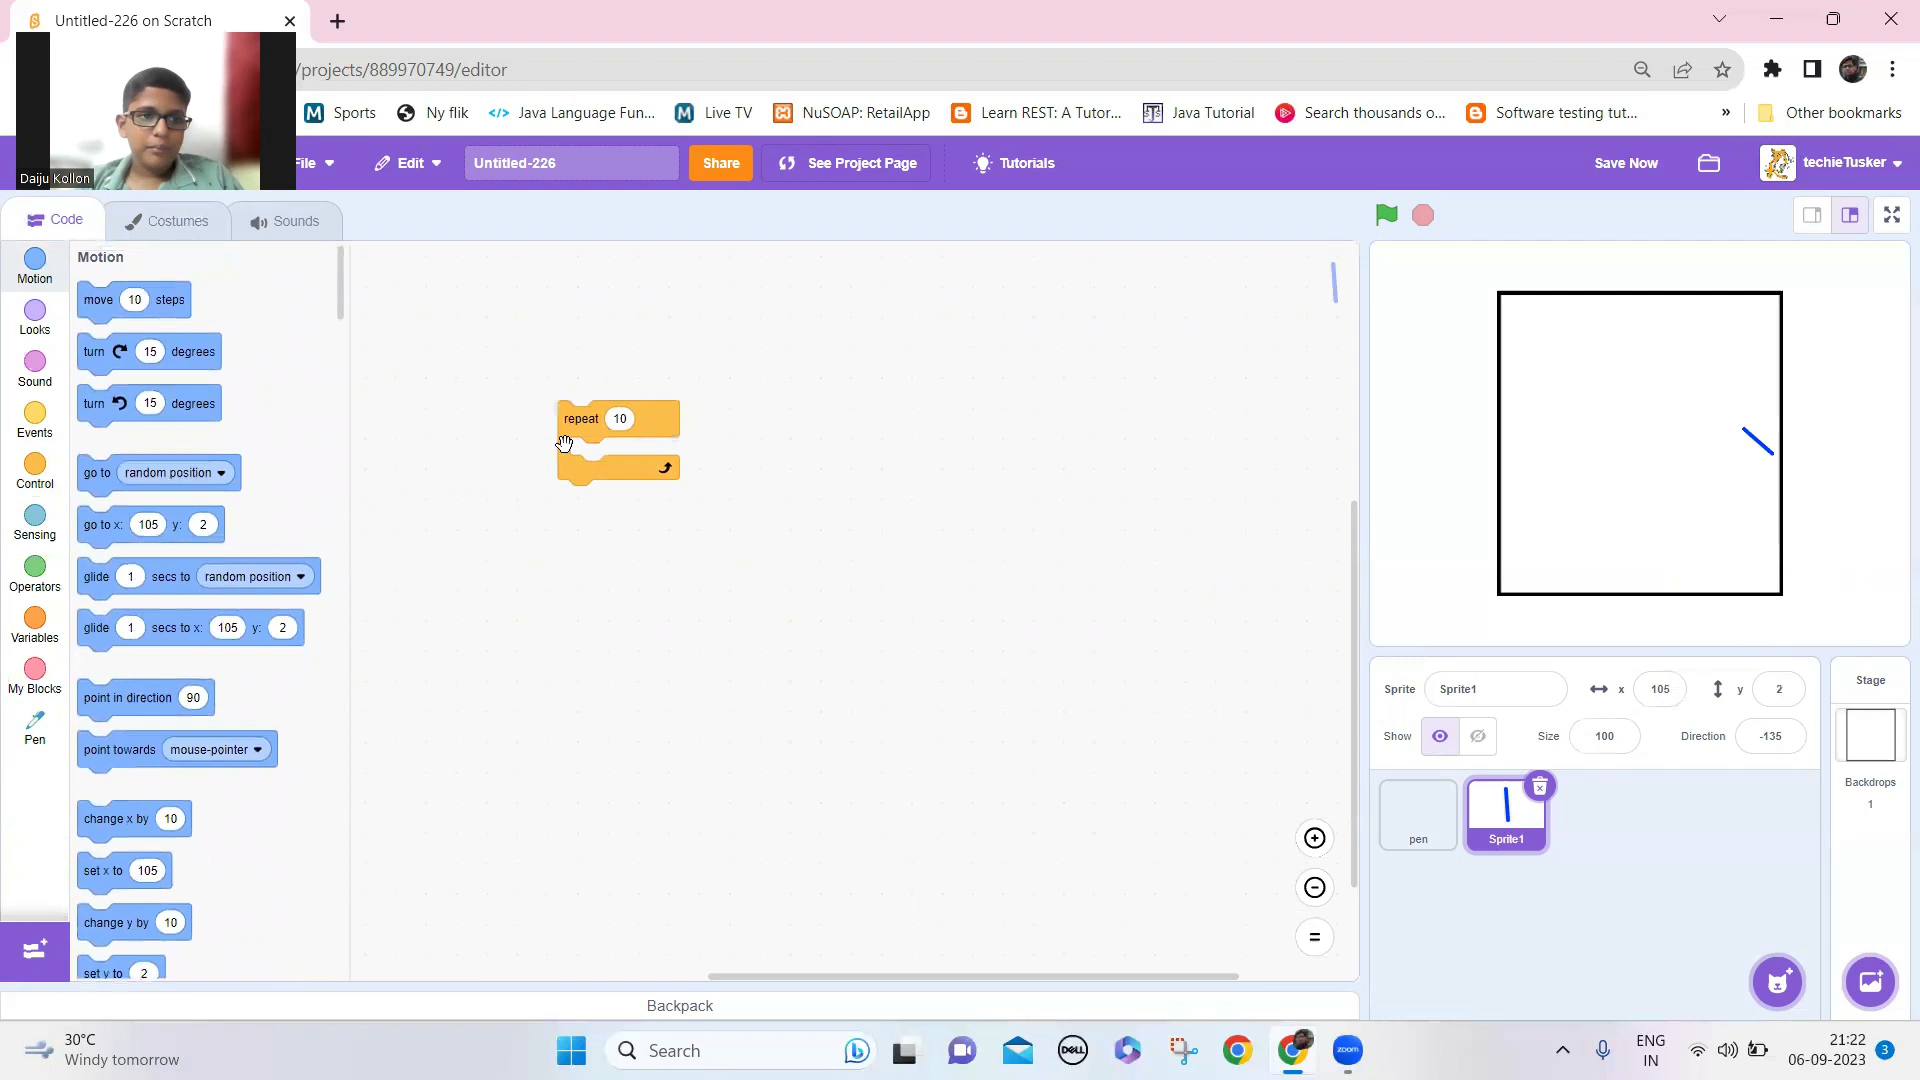 Untitled-226 on Scratch
/projects/889970749/editor
Sports
Ny flik
Java Language Fun...
Live TV
NuSOAP: RetailApp
Learn REST: A Tutor...
Java Tutorial
Search thousands o...
Software testing tut...
»
Other bookmarks
Daiju Kollon
File
Edit
Untitled-226
Share
See Project Page
Tutorials
Save Now
techieTusker
Code
Costumes
Sounds
Motion
Looks
Sound
Events
Control
Sensing
Operators
Variables
My Blocks
Pen
Motion
move 10 steps
turn 15 degrees
turn 15 degrees
go to random position
go to x: 105 y: 2
glide 1 secs to random position
glide 1 secs to x: 105 y: 2
point in direction 90
point towards mouse-pointer
change x by 10
set x to 105
change y by 10
set y to 2
repeat 10
Sprite Sprite1 x 105 y 2
Show Size 100 Direction -135
pen
Sprite1
Stage
Backdrops
1
Backpack
30°C
Windy tomorrow
Search
DELL
zoom
ENG
IN
21:22
06-09-2023
3